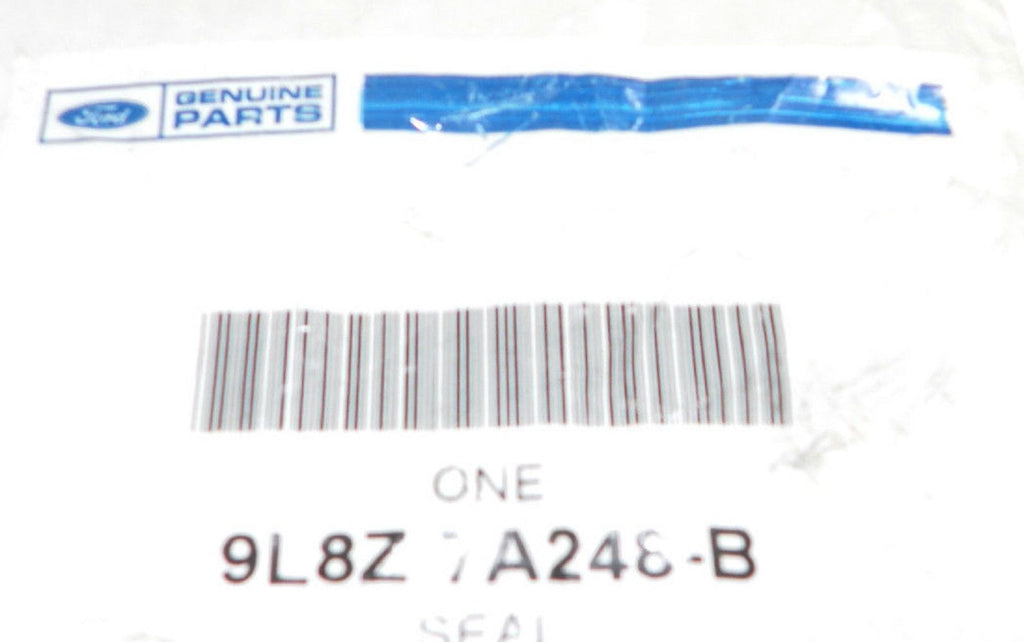 Ford
GENUINE
PARTS
ONE
9L8Z 7A248-B
SEAL